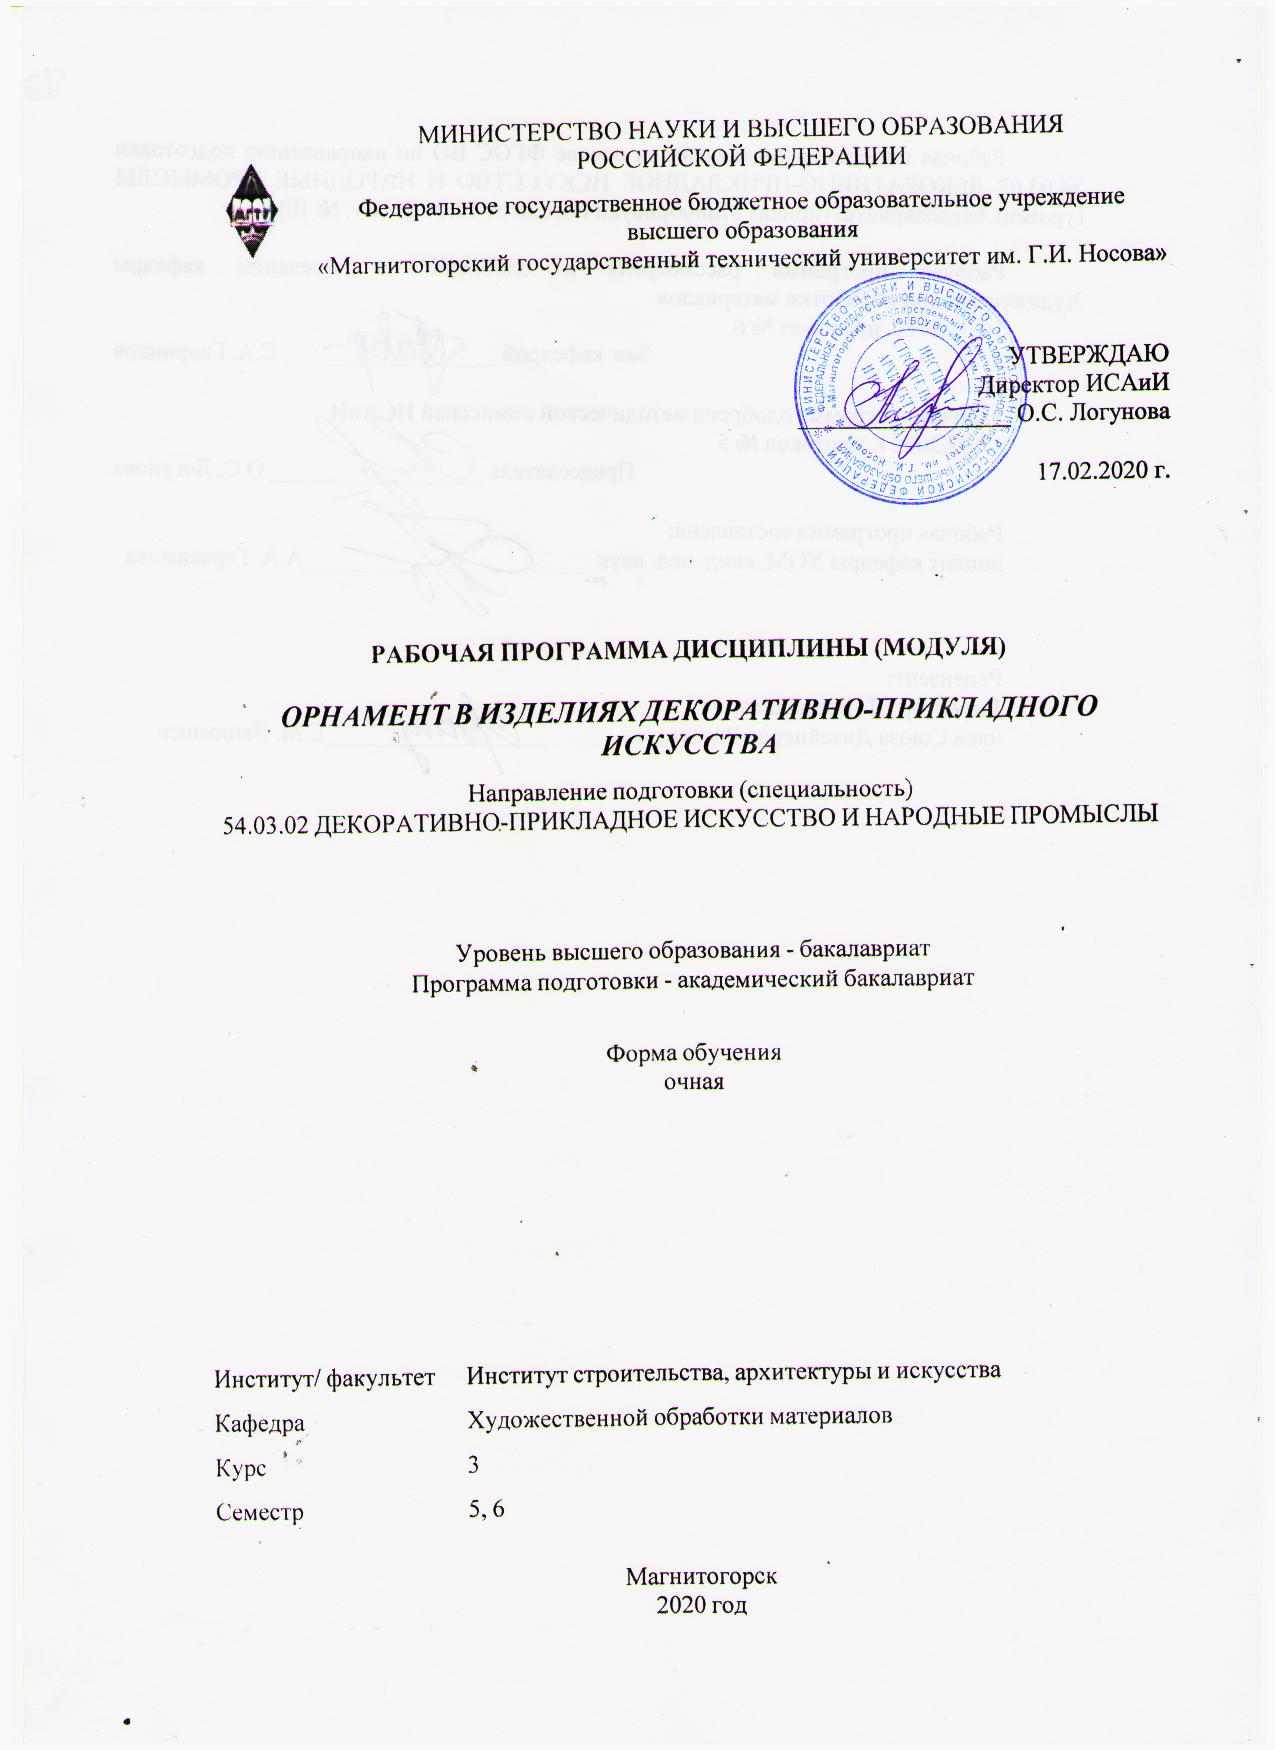 МИНИСТЕРСТВО НАУКИ И ВЫСШЕГО ОБРАЗОВАНИЯ
РОССИЙСКОЙ ФЕДЕРАЦИИ
Федеральное государственное бюджетное образовательное учреждение
высшего образования
«Магнитогорский государственный технический университет им. Г.И. Носова»
УТВЕРЖДАЮ
Директор ИСАиИ
О.С. Логунова
17.02.2020 г.
РАБОЧАЯ ПРОГРАММА ДИСЦИПЛИНЫ (МОДУЛЯ)
ОРНАМЕНТ В ИЗДЕЛИЯХ ДЕКОРАТИВНО-ПРИКЛАДНОГО
ИСКУССТВА
Направление подготовки (специальность)
54.03.02 ДЕКОРАТИВНО-ПРИКЛАДНОЕ ИСКУССТВО И НАРОДНЫЕ ПРОМЫСЛЫ
Уровень высшего образования - бакалавриат
Программа подготовки - академический бакалавриат
Форма обучения
очная
Институт/ факультет Институт строительства, архитектуры и искусства
Кафедра Художественной обработки материалов
Курс 3
Семестр 5, 6
Магнитогорск
2020 год